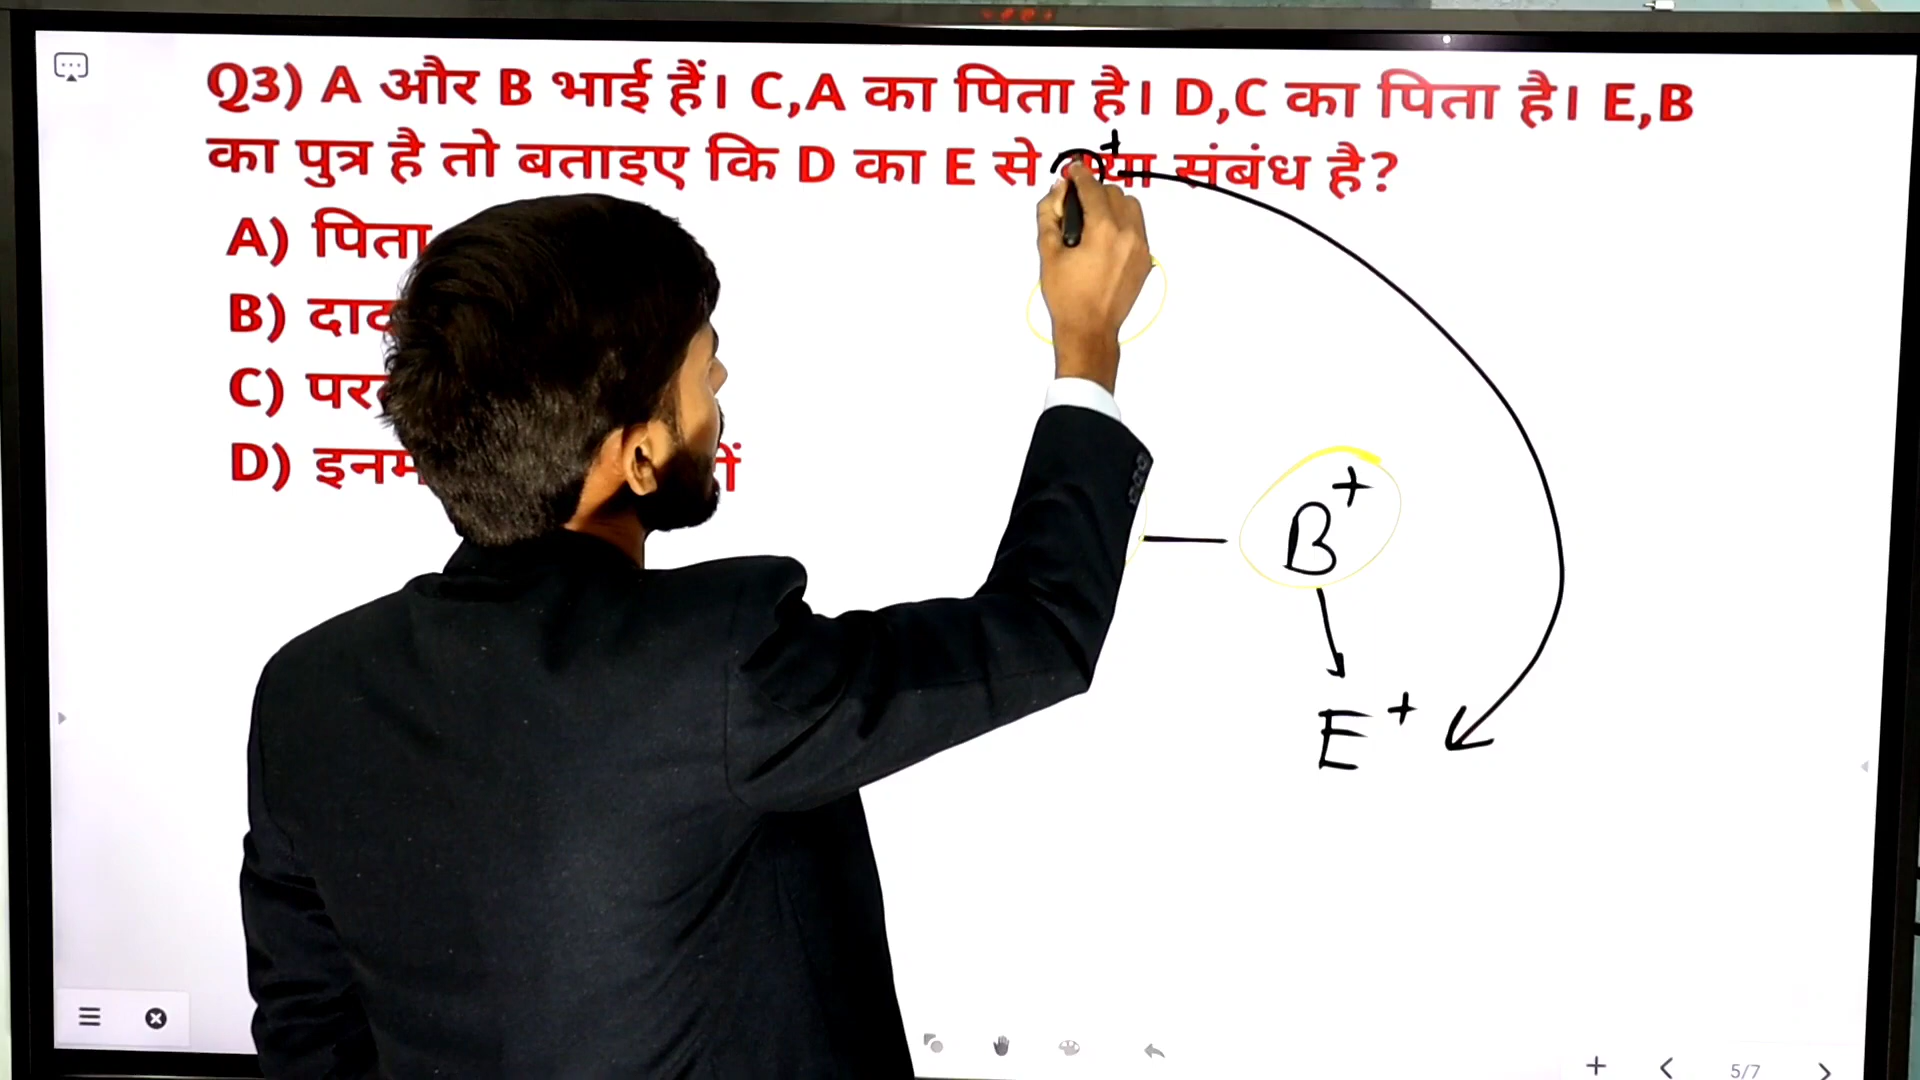 Q3) A और B भाई हैं। C,A का पिता है। D,C का पिता है। E,B
का पुत्र है तो बताइए कि D का E से क्या संबंध है?
A) पिता
B)
C)
D)
+
B+
E+
5/7